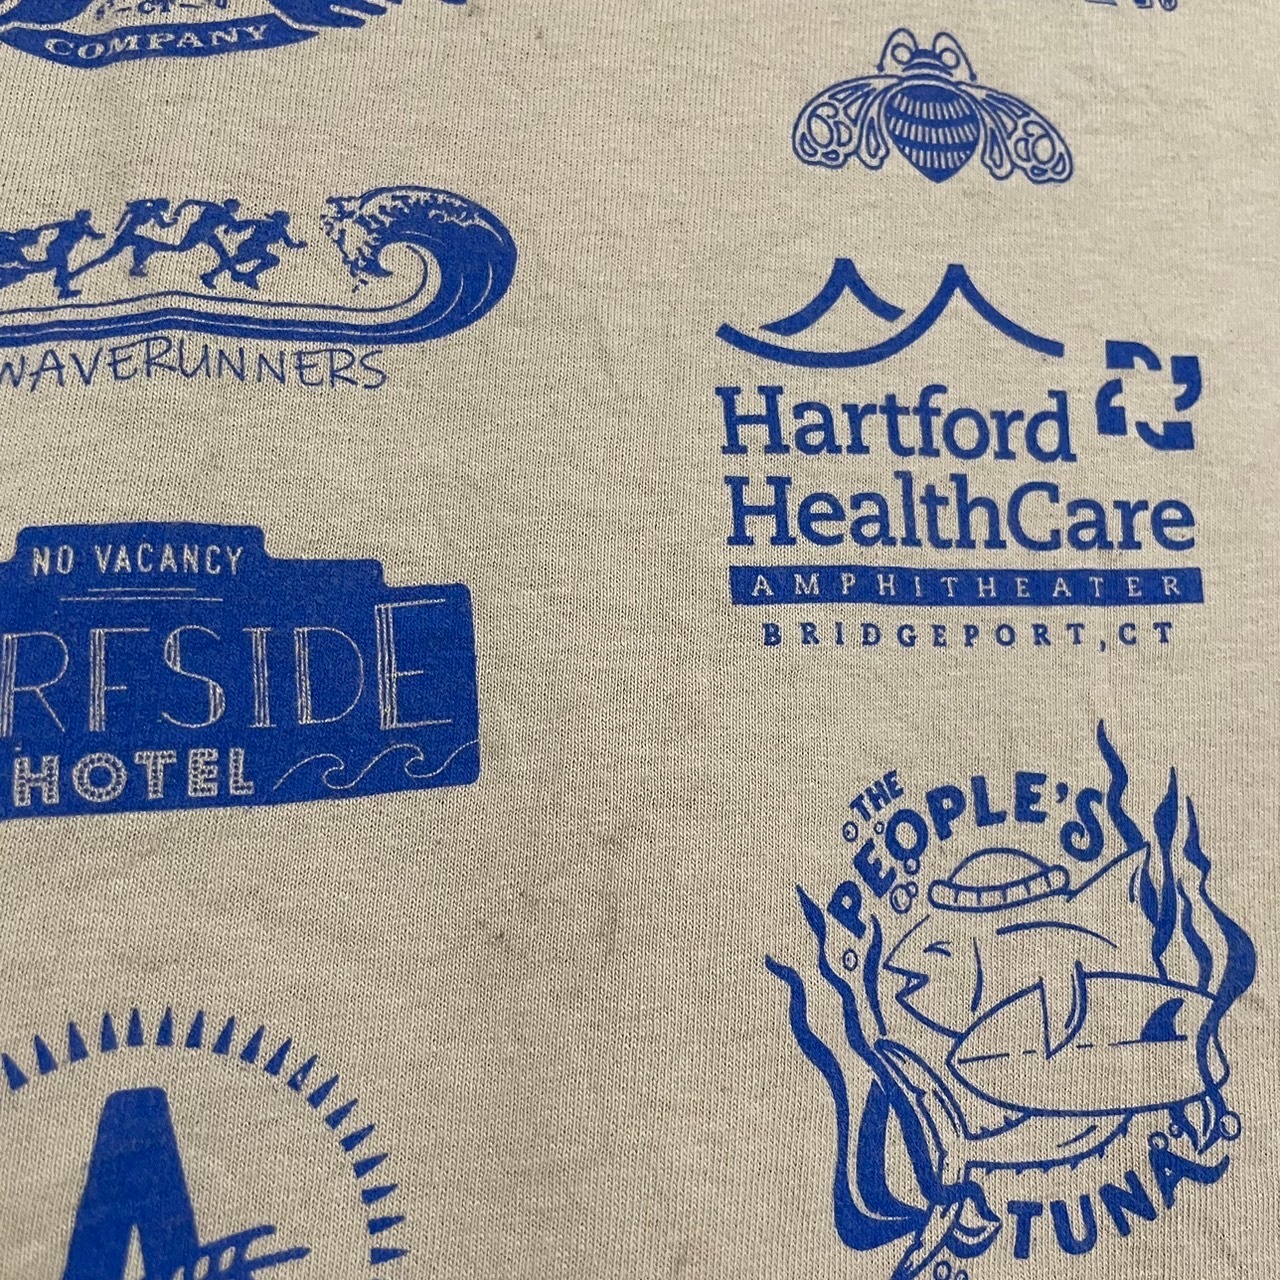 COMPANY
WAVERUNNERS
Hartford
HealthCare
AMPHITHEATER
BRIDGEPORT, CT
NO VACANCY
RFSIDE
HOTEL
THE
PEOPLE'S
TUNA
A